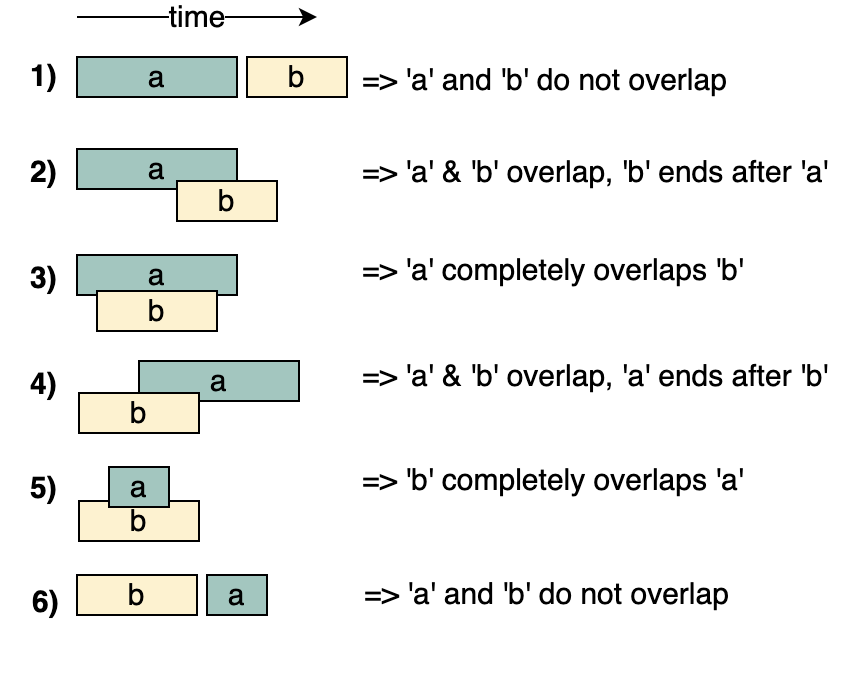 time
1) a b => 'a' and 'b' do not overlap
2) a => 'a' & 'b' overlap, 'b' ends after 'a'
b
3) a => 'a' completely overlaps 'b'
b
4) a => 'a' & 'b' overlap, 'a' ends after 'b'
b
5) a => 'b' completely overlaps 'a'
b
6) b a => 'a' and 'b' do not overlap